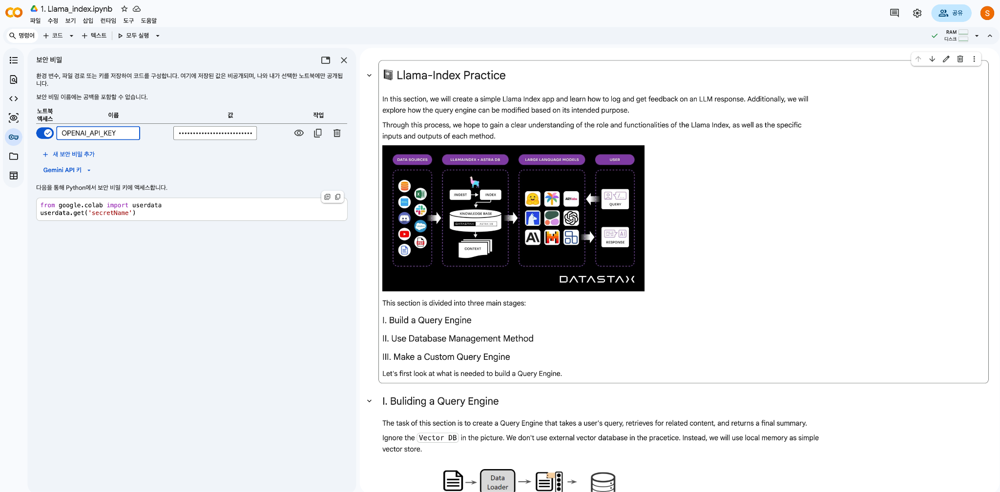 1. Llama_index.ipynb
파일 수정 보기 삽입 런타임 도구 도움말
공유
S
명령어 + 코드 + 텍스트 모두 실행
RAM
디스크
보안 비밀
환경 변수, 파일 경로 또는 키를 저장하여 코드를 구성합니다. 여기에 저장된 값은 비공개되며, 나와 내가 선택한 노트북에만 공개됩
니다.
보안 비밀 이름에는 공백을 포함할 수 없습니다.
노트북
액세스
이름 값 작업
OPENAI_API_KEY
+ 새 보안 비밀 추가
Gemini API 키
다음을 통해 Python에서 보안 비밀 키에 액세스합니다.
from google.colab import userdata
userdata.get('secretName')
Llama-Index Practice
In this section, we will create a simple Llama Index app and learn how to log and get feedback on an LLM response. Additionally, we will
explore how the query engine can be modified based on its intended purpose.
Through this process, we hope to gain a clear understanding of the role and functionalities of the Llama Index, as well as the specific
inputs and outputs of each method.
DATA SOURCES LLAMAINDEX + ASTRA DB LARGE LANGUAGE MODELS USER
INGEST INDEX
KNOWLEDGE BASE
DATASTAX ASTRA DB
CONTEXT
PDF
AI21labs
QUERY
AI
RESPONSE
DATASTAX
This section is divided into three main stages:
I. Build a Query Engine
II. Use Database Management Method
III. Make a Custom Query Engine
Let's first look at what is needed to build a Query Engine.
I. Buliding a Query Engine
The task of this section is to create a Query Engine that takes a user's query, retrieves for related content, and returns a final summary.
Ignore the Vector DB in the picture. We don't use external vector database in the pracetice. Instead, we will use local memory as simple
vector store.
Data
Loader